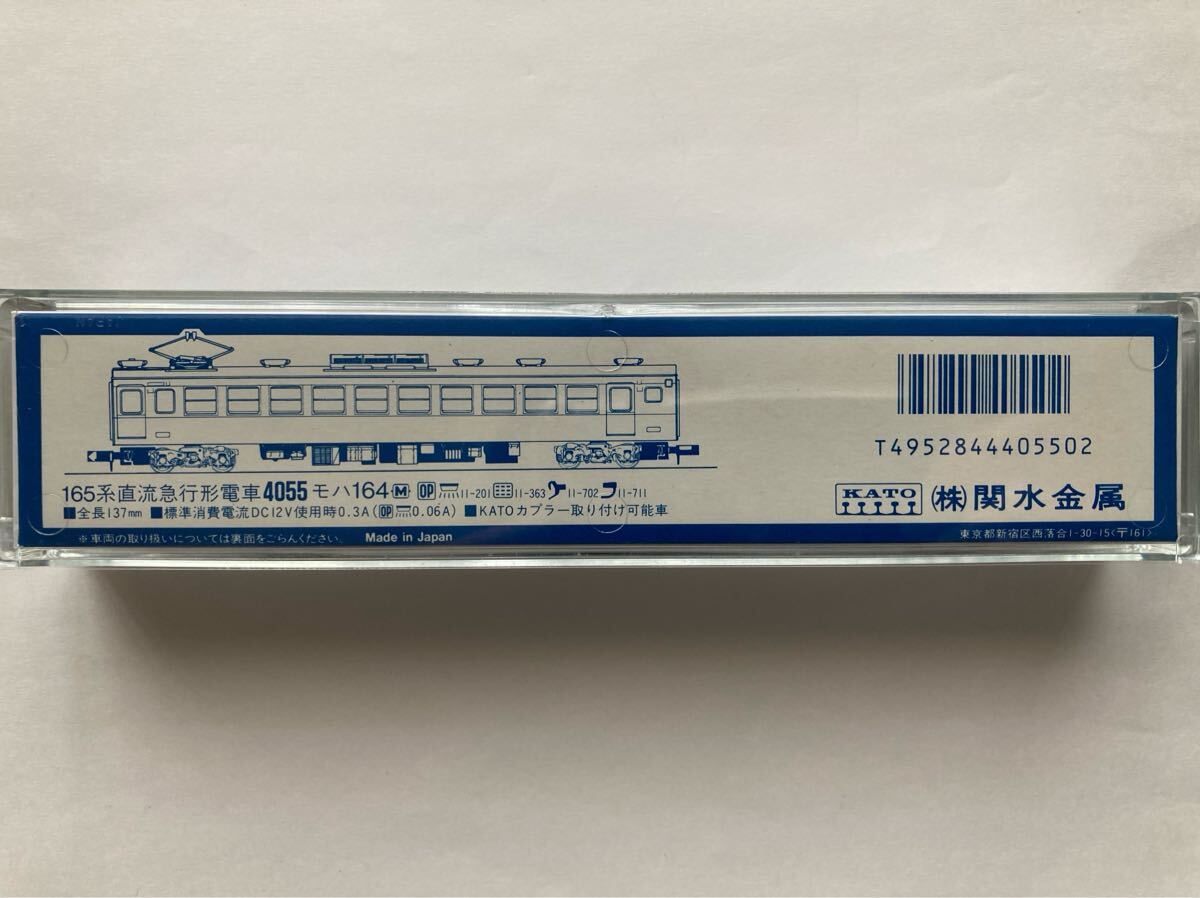 T4952844405502
165系直流急行形電車4055モハ164 M OP 11-201 11-363 11-702 11-711
■全長137mm ■標準消費電流DC12V使用時0.3A(OP 0.06A) ■KATOカプラー取り付け可能車
※車両の取り扱いについては裏面をごらんください。 Made in Japan
KATO (株)関水金属
東京都新宿区西落合1-30-15〈〒161〉